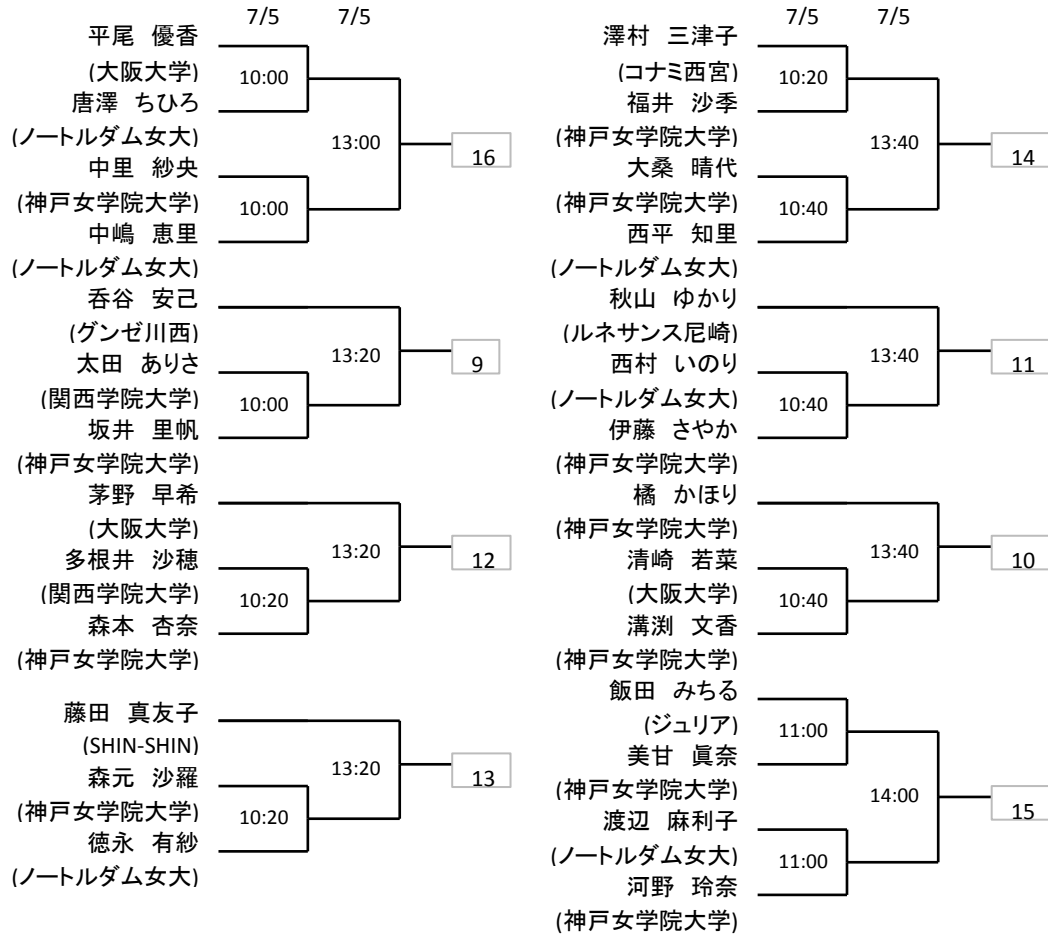 7/5 7/5
平尾 優香
(大阪大学)
10:00
唐澤 ちひろ
(ノートルダム女大)
13:00
16
中里 紗央
(神戸女学院大学)
10:00
中嶋 恵里
(ノートルダム女大)
呑谷 安己
(グンゼ川西)
13:20
9
太田 ありさ
(関西学院大学)
10:00
坂井 里帆
(神戸女学院大学)
茅野 早希
(大阪大学)
13:20
12
多根井 沙穂
(関西学院大学)
10:20
森本 杏奈
(神戸女学院大学)
藤田 真友子
(SHIN-SHIN)
13:20
13
森元 沙羅
(神戸女学院大学)
10:20
徳永 有紗
(ノートルダム女大)
7/5 7/5
澤村 三津子
(コナミ西宮)
10:20
福井 沙季
(神戸女学院大学)
13:40
14
大桑 晴代
(神戸女学院大学)
10:40
西平 知里
(ノートルダム女大)
秋山 ゆかり
(ルネサンス尼崎)
13:40
11
西村 いのり
(ノートルダム女大)
10:40
伊藤 さやか
(神戸女学院大学)
橘 かほり
(神戸女学院大学)
13:40
10
清崎 若菜
(大阪大学)
10:40
溝渕 文香
(神戸女学院大学)
飯田 みちる
(ジュリア)
11:00
美甘 眞奈
(神戸女学院大学)
14:00
15
渡辺 麻利子
(ノートルダム女大)
11:00
河野 玲奈
(神戸女学院大学)